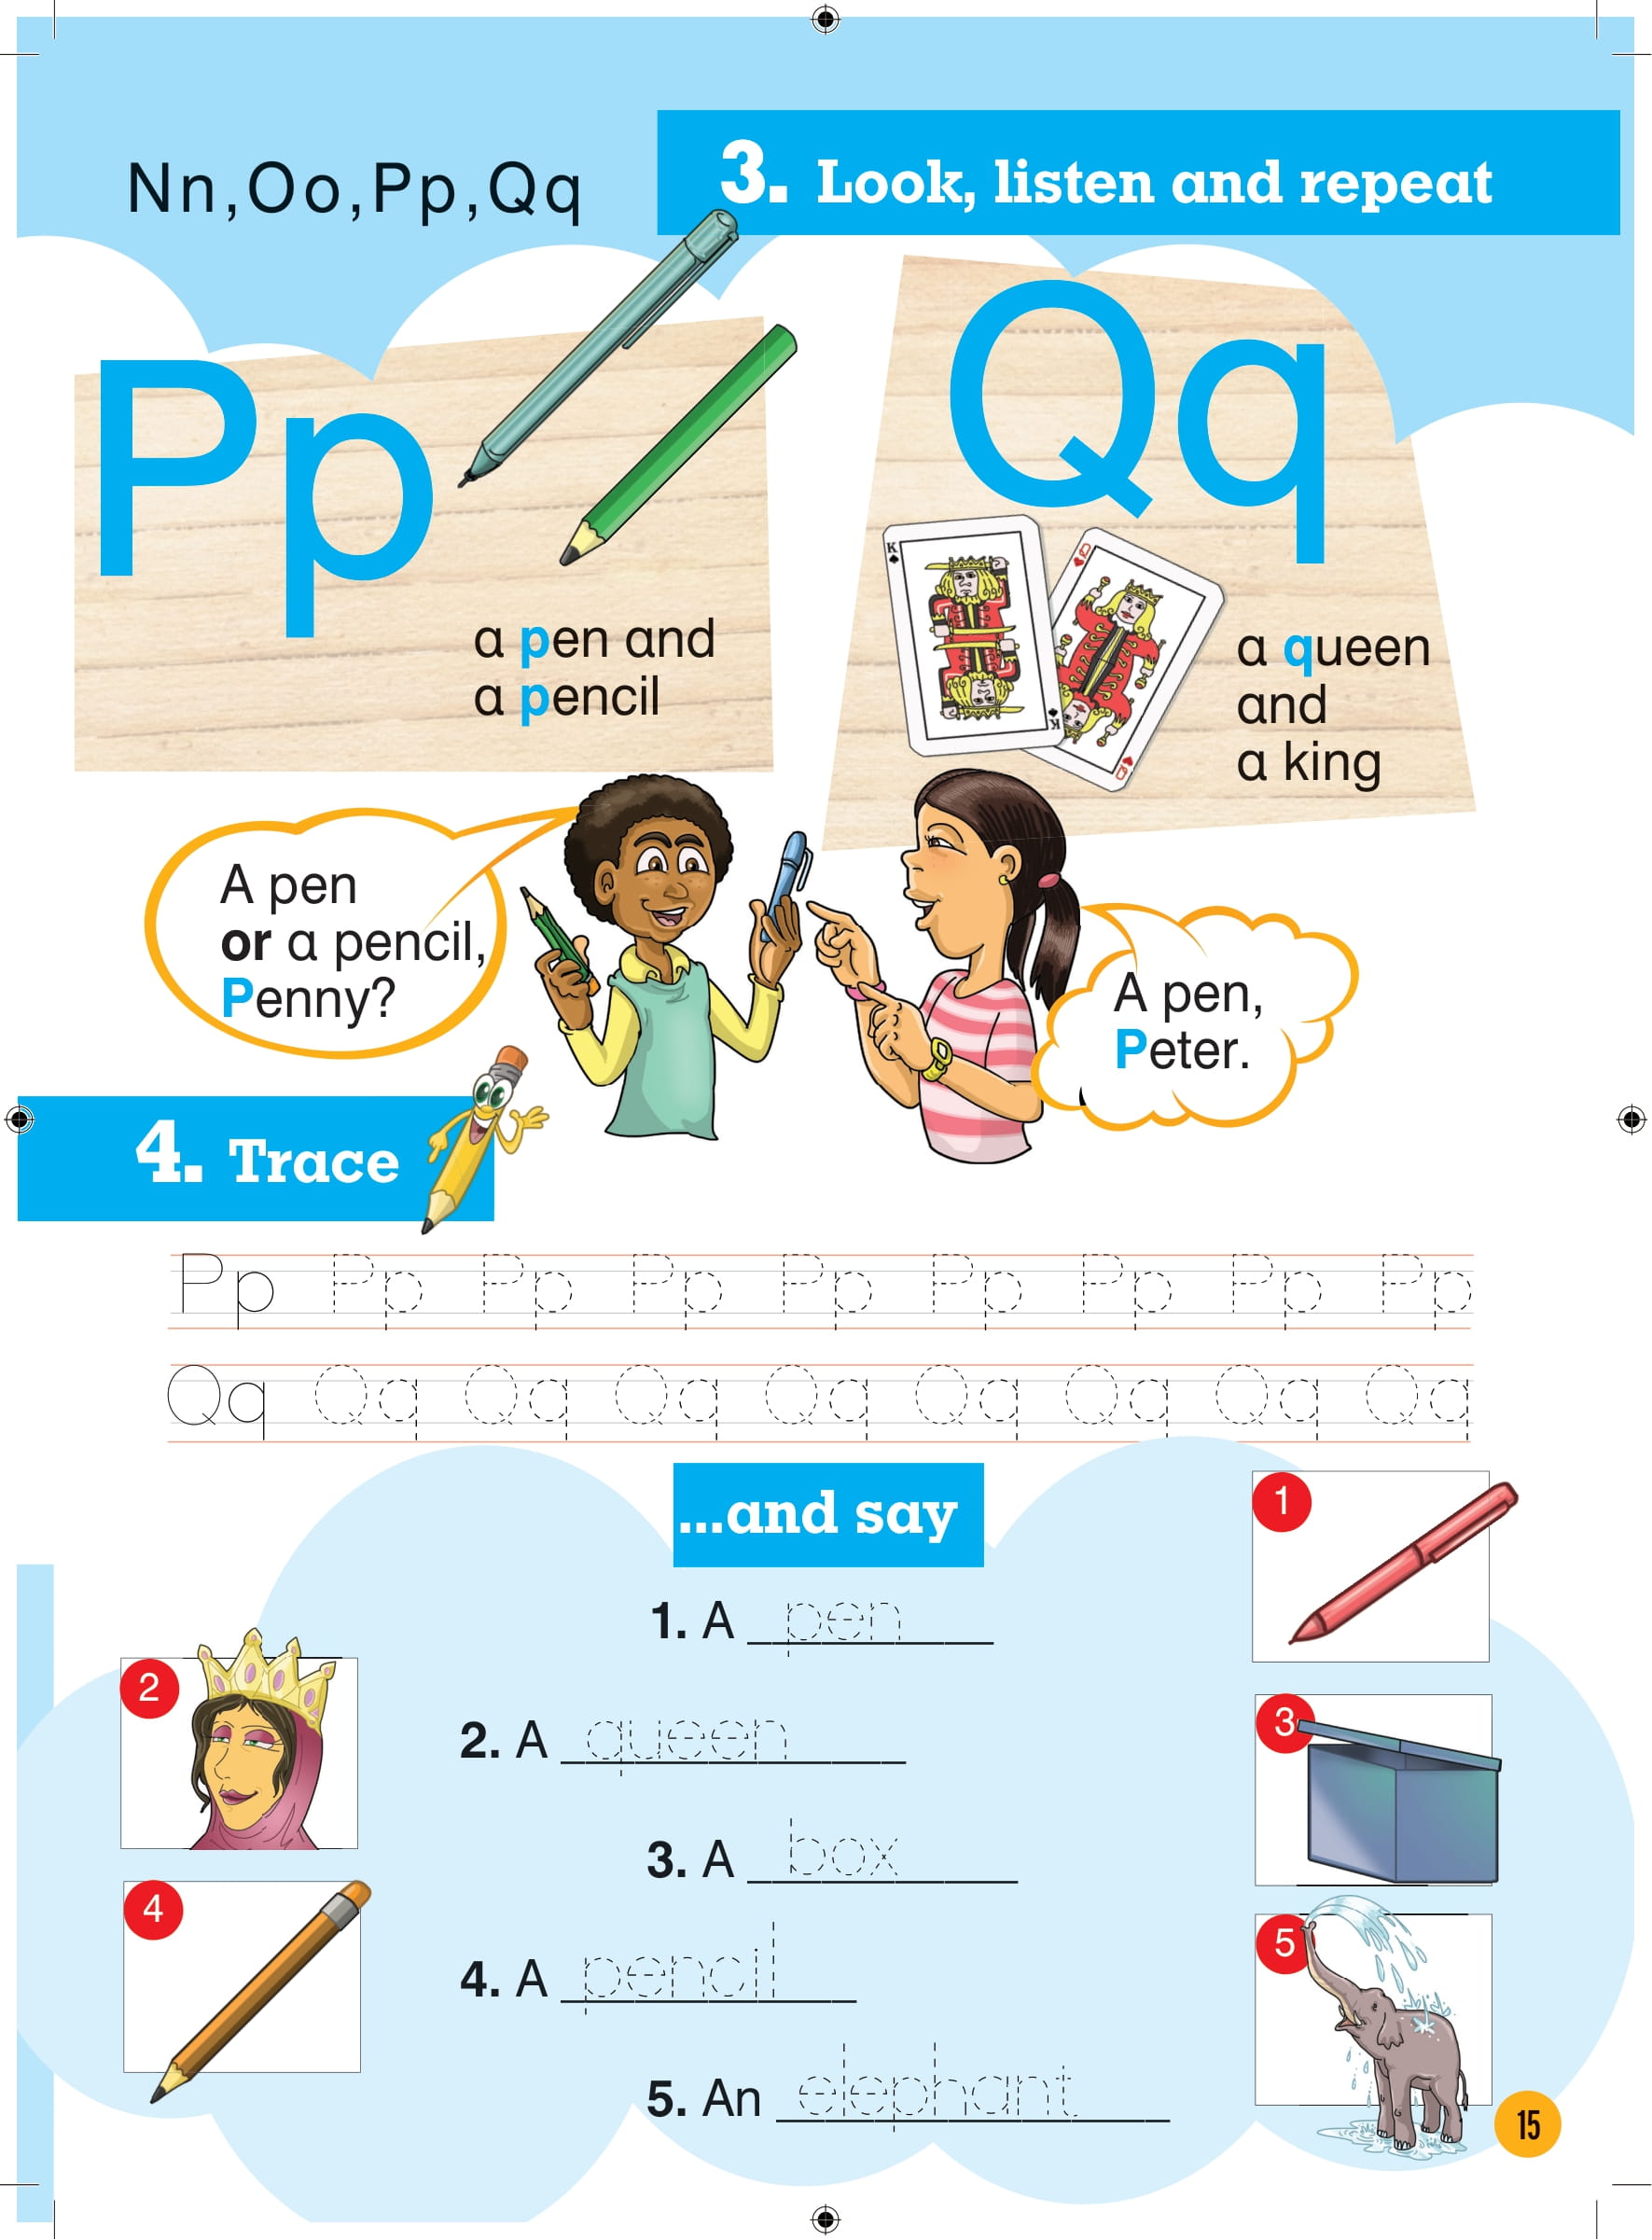 Nn,Oo,Pp,Qq
3. Look, listen and repeat
Pp
a pen and
a pencil
Qq
K
K
Q
Q
a queen
and
a king
A pen
or a pencil,
Penny?
A pen,
Peter.
4. Trace
Pp Pp Pp Pp Pp Pp Pp Pp Pp
Qq Qq Qq Qq Qq Qq Qq Qq Qq
...and say
1
1. A pen
2
2. A queen
3
3. A box
4
4. A pencil
5
5. An elephant
15